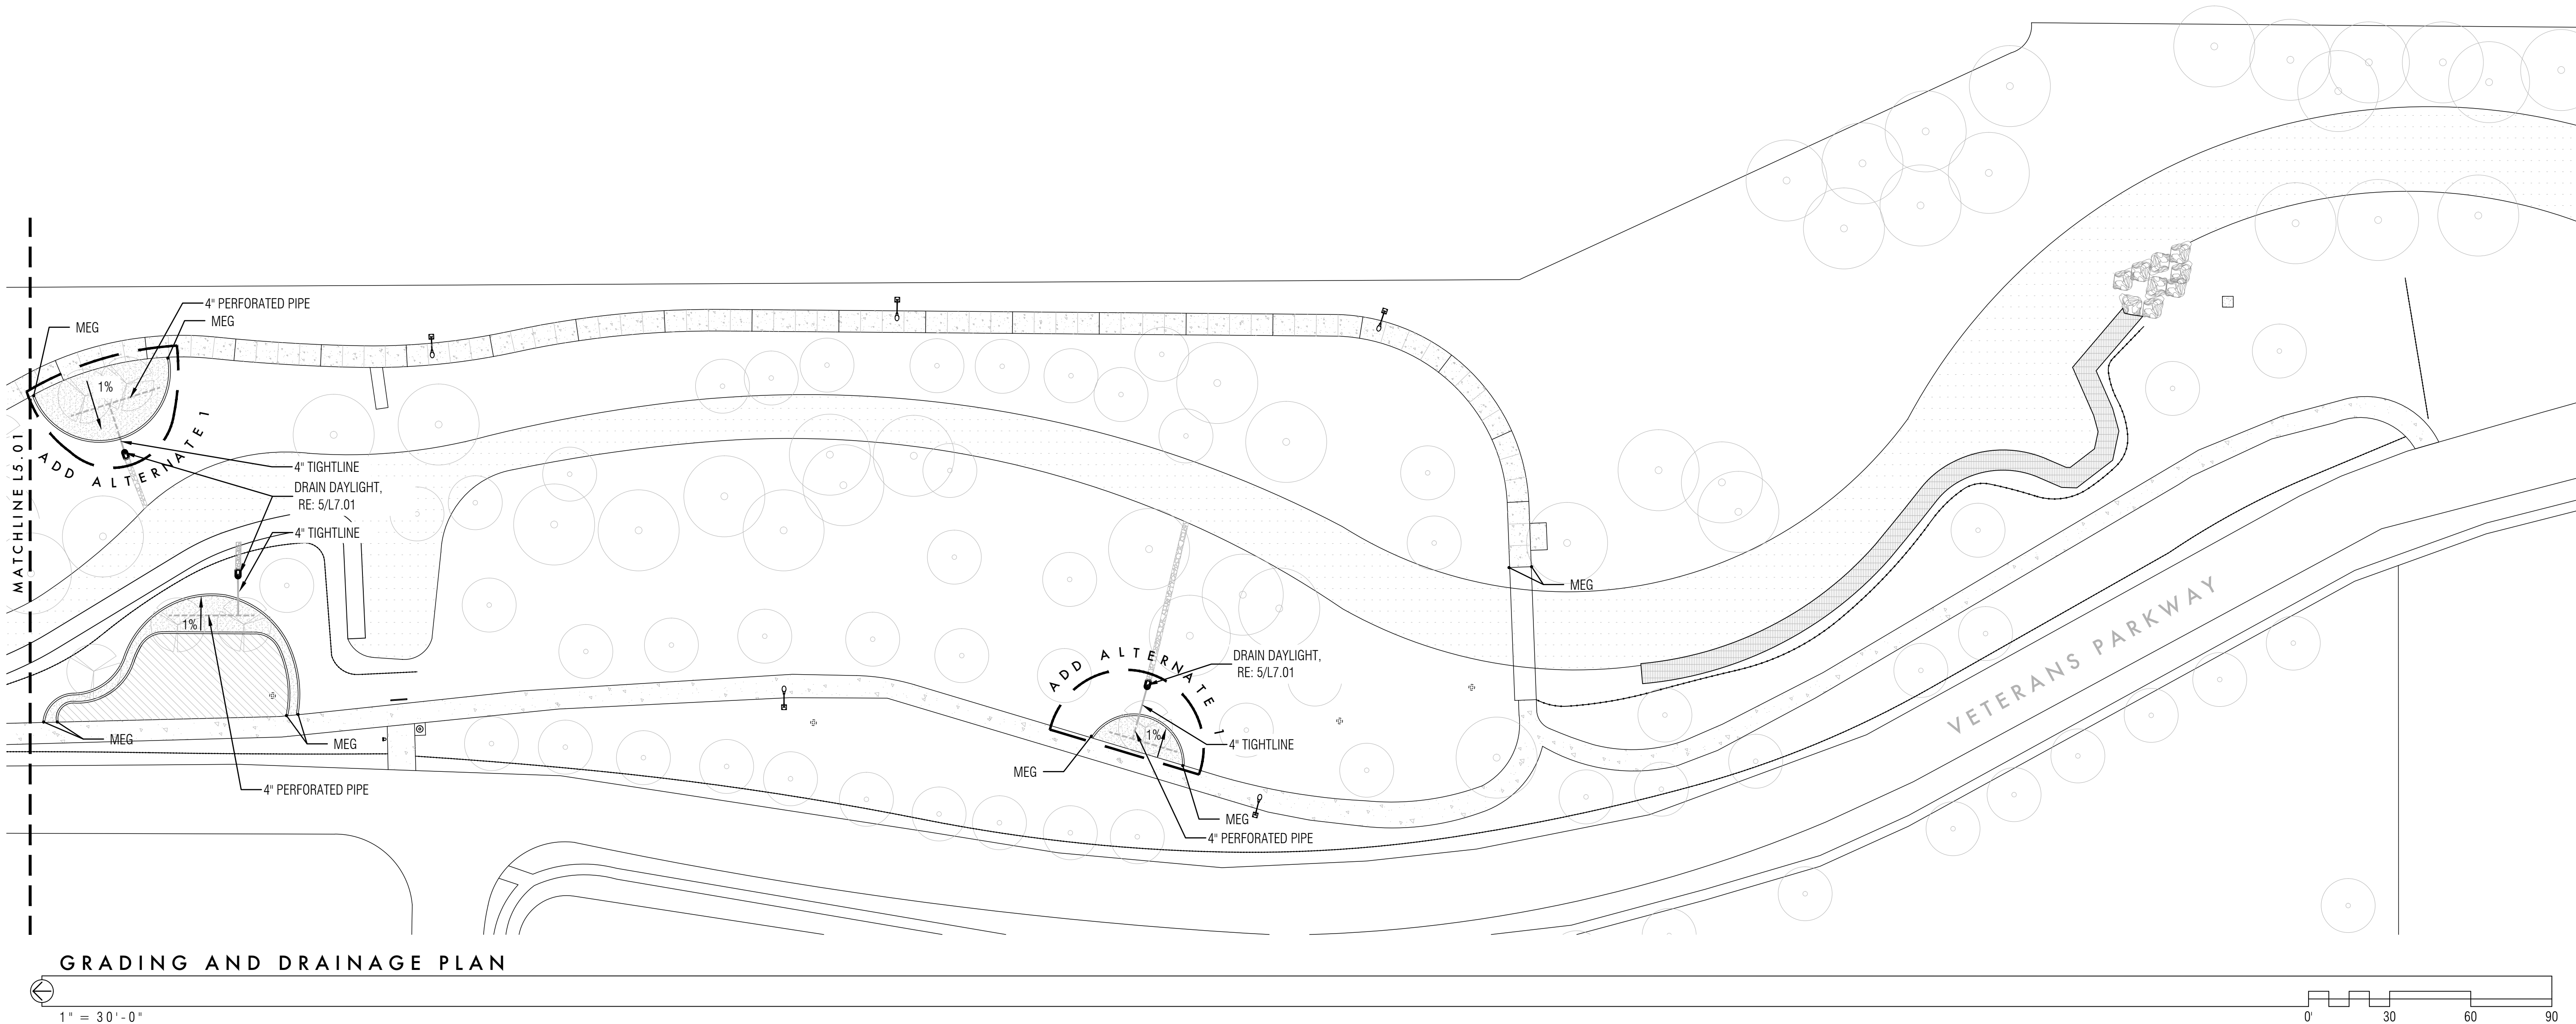 4" PERFORATED PIPE
MEG
MEG
1%
ADD ALTERNATE 1
MATCHLINE L5.01
4" TIGHTLINE
DRAIN DAYLIGHT,
RE: 5/L7.01
4" TIGHTLINE
1%
MEG
MEG
4" PERFORATED PIPE
MEG
ADD ALTERNATE 1
DRAIN DAYLIGHT,
RE: 5/L7.01
1%
4" TIGHTLINE
MEG
MEG
4" PERFORATED PIPE
VETERANS PARKWAY
GRADING AND DRAINAGE PLAN
1" = 30'-0"
0' 30 60 90